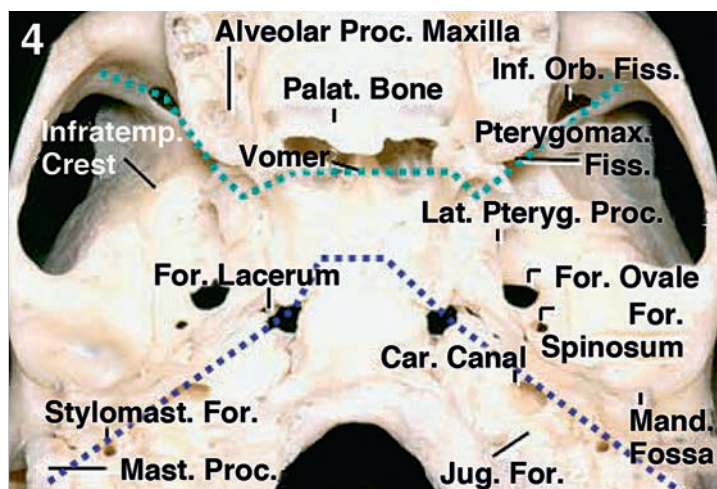 4
Alveolar Proc. Maxilla
Inf. Orb. Fiss.
Palat. Bone
Infratemp.
Crest
Vomer
Pterygomax.
Fiss.
Lat. Pteryg. Proc.
For. Lacerum
For. Ovale
For.
Spinosum
Car. Canal
Stylomast. For.
Mand.
Fossa
Mast. Proc.
Jug. For.